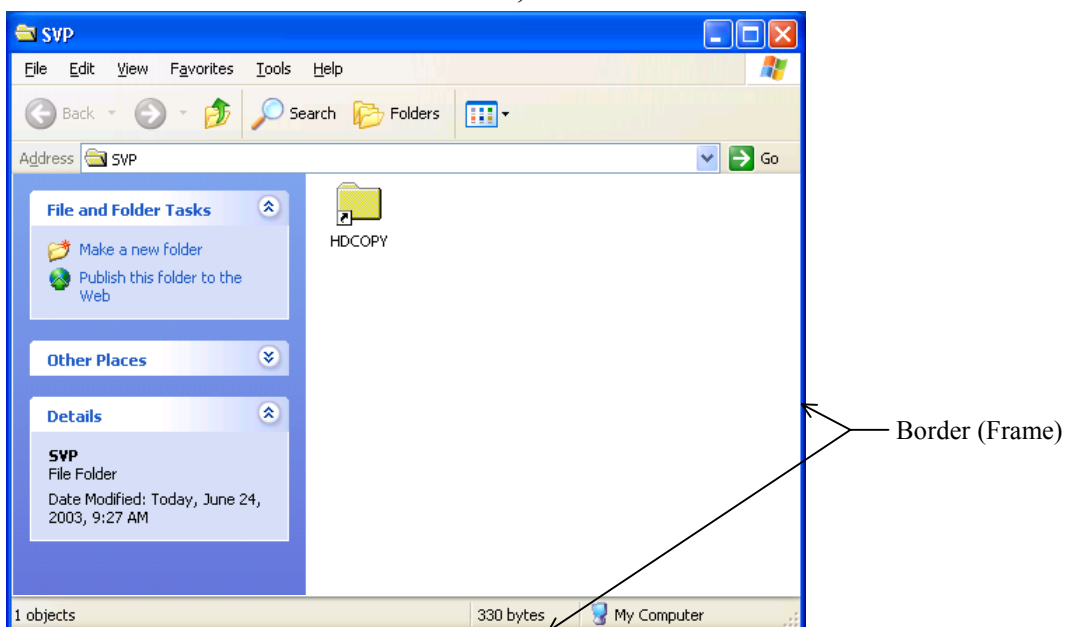 SVP
File Edit View Favorites Tools Help
Back Search Folders
Address SVP Go
File and Folder Tasks
Make a new folder
Publish this folder to the
Web
Other Places
Details
SVP
File Folder
Date Modified: Today, June 24,
2003, 9:27 AM
HDCOPY
Border (Frame)
1 objects 330 bytes My Computer